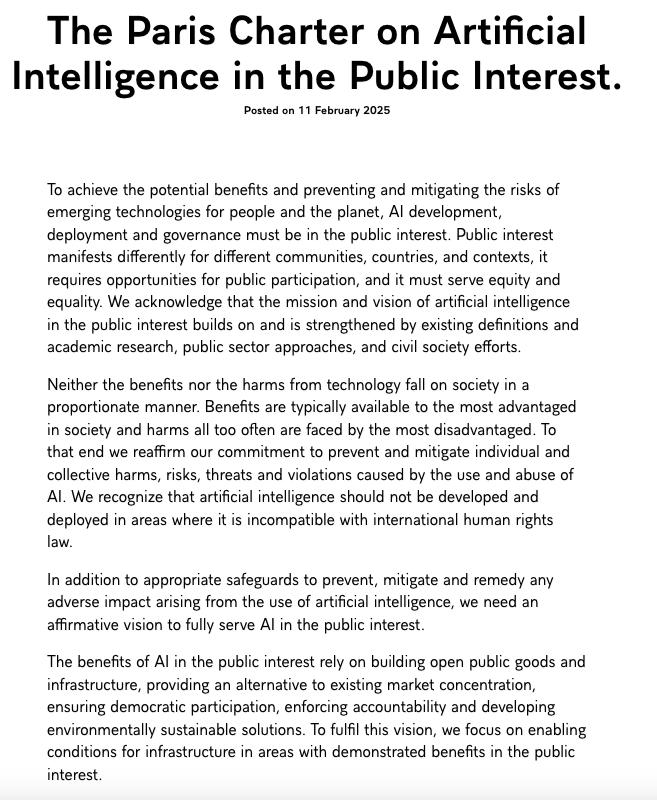 The Paris Charter on Artificial
Intelligence in the Public Interest.
Posted on 11 February 2025
To achieve the potential benefits and preventing and mitigating the risks of
emerging technologies for people and the planet, AI development,
deployment and governance must be in the public interest. Public interest
manifests differently for different communities, countries, and contexts, it
requires opportunities for public participation, and it must serve equity and
equality. We acknowledge that the mission and vision of artificial intelligence
in the public interest builds on and is strengthened by existing definitions and
academic research, public sector approaches, and civil society efforts.
Neither the benefits nor the harms from technology fall on society in a
proportionate manner. Benefits are typically available to the most advantaged
in society and harms all too often are faced by the most disadvantaged. To
that end we reaffirm our commitment to prevent and mitigate individual and
collective harms, risks, threats and violations caused by the use and abuse of
AI. We recognize that artificial intelligence should not be developed and
deployed in areas where it is incompatible with international human rights
law.
In addition to appropriate safeguards to prevent, mitigate and remedy any
adverse impact arising from the use of artificial intelligence, we need an
affirmative vision to fully serve AI in the public interest.
The benefits of AI in the public interest rely on building open public goods and
infrastructure, providing an alternative to existing market concentration,
ensuring democratic participation, enforcing accountability and developing
environmentally sustainable solutions. To fulfil this vision, we focus on enabling
conditions for infrastructure in areas with demonstrated benefits in the public
interest.